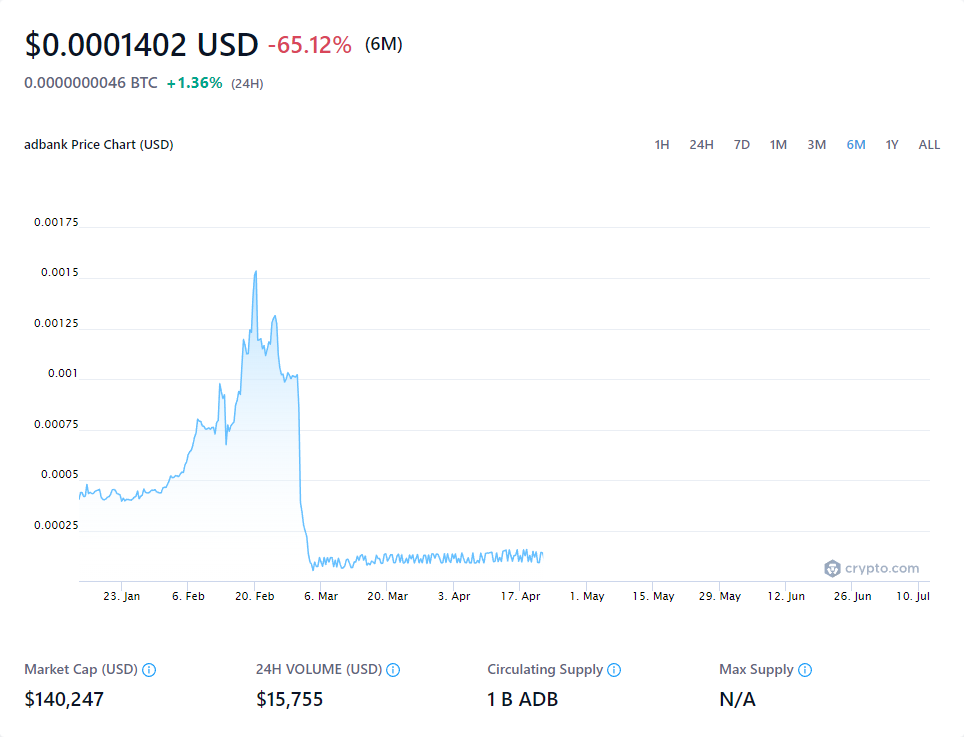 $0.0001402 USD -65.12% (6M)
0.0000000046 BTC +1.36% (24H)
adbank Price Chart (USD) 1H 24H 7D 1M 3M 6M 1Y ALL
0.00175
0.0015
0.00125
0.001
0.00075
0.0005
0.00025
crypto.com
23. Jan 6. Feb 20. Feb 6. Mar 20. Mar 3. Apr 17. Apr 1. May 15. May 29. May 12. Jun 26. Jun 10. Jul
Market Cap (USD) 24H VOLUME (USD) Circulating Supply Max Supply
$140,247 $15,755 1 B ADB N/A